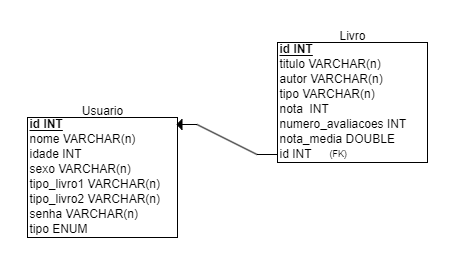 Livro
id INT
titulo VARCHAR(n)
autor VARCHAR(n)
tipo VARCHAR(n)
nota INT
numero_avaliacoes INT
nota_media DOUBLE
id INT (FK)
Usuario
id INT
nome VARCHAR(n)
idade INT
sexo VARCHAR(n)
tipo_livro1 VARCHAR(n)
tipo_livro2 VARCHAR(n)
senha VARCHAR(n)
tipo ENUM